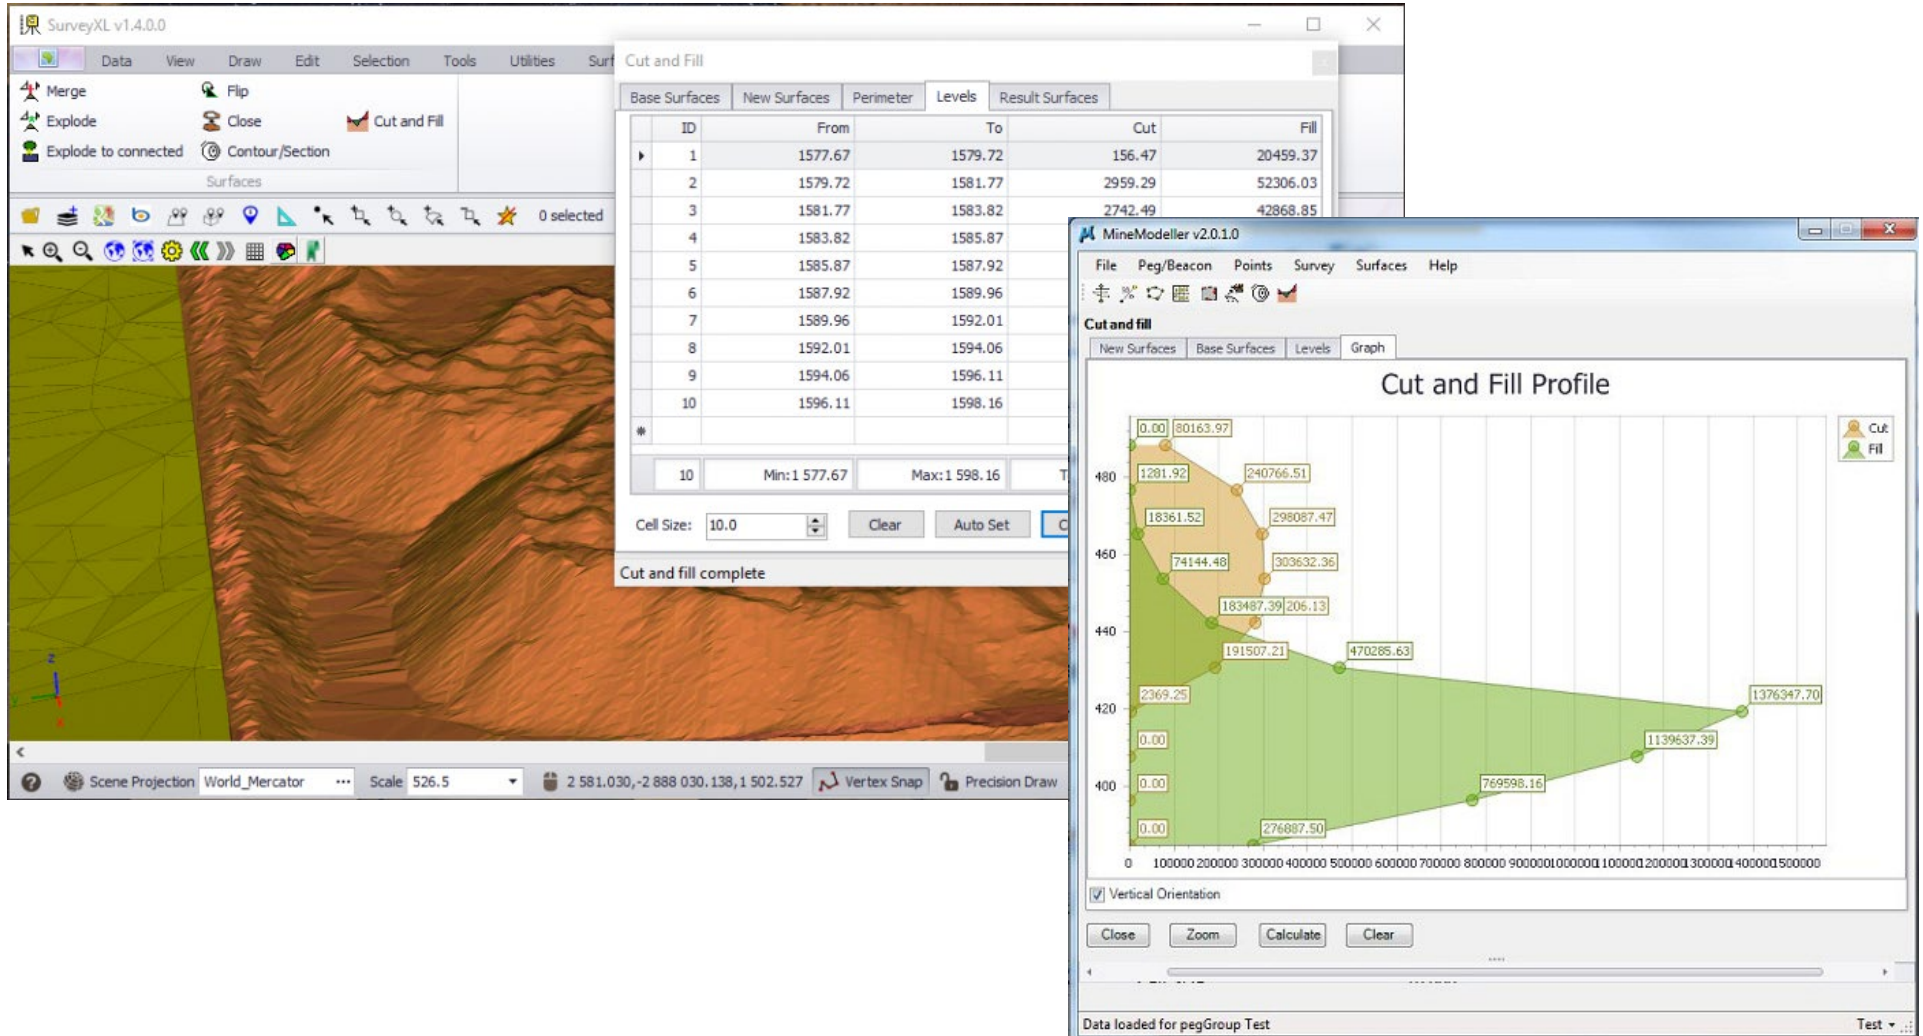 SurveyXL v1.4.0.0
Data View Draw Edit Selection Tools Utilities Surf
Merge Flip
Explode Close Cut and Fill
Explode to connected Contour/Section
Surfaces
0 selected
Cut and Fill
Base Surfaces New Surfaces Perimeter Levels Result Surfaces
ID From To Cut Fill
1 1577.67 1579.72 156.47 20459.37
2 1579.72 1581.77 2959.29 52306.03
3 1581.77 1583.82 2742.49 42868.85
4 1583.82 1585.87
5 1585.87 1587.92
6 1587.92 1589.96
7 1589.96 1592.01
8 1592.01 1594.06
9 1594.06 1596.11
10 1596.11 1598.16
10 Min:1 577.67 Max:1 598.16 T
Cell Size: 10.0 Clear Auto Set C
Cut and fill complete
z
y
x
Scene Projection World_Mercator ... Scale 526.5 2 581.030,-2 888 030.138,1 502.527 Vertex Snap Precision Draw
MineModeller v2.0.1.0
File Peg/Beacon Points Survey Surfaces Help
Cut and fill
New Surfaces Base Surfaces Levels Graph
Cut and Fill Profile
Cut
Fill
0.00 80163.97
480 1281.92 240766.51
18361.52 298087.47
460 74144.48 303632.36
183487.39 206.13
440
191507.21 470285.63
2369.25 1376347.70
420
0.00 1139637.39
400 0.00 769598.16
0.00 276887.50
0 100000 200000 300000 400000 500000 600000 700000 800000 900000 1000000 1100000 1200000 1300000 1400000 1500000
Vertical Orientation
Close Zoom Calculate Clear
Data loaded for pegGroup Test Test